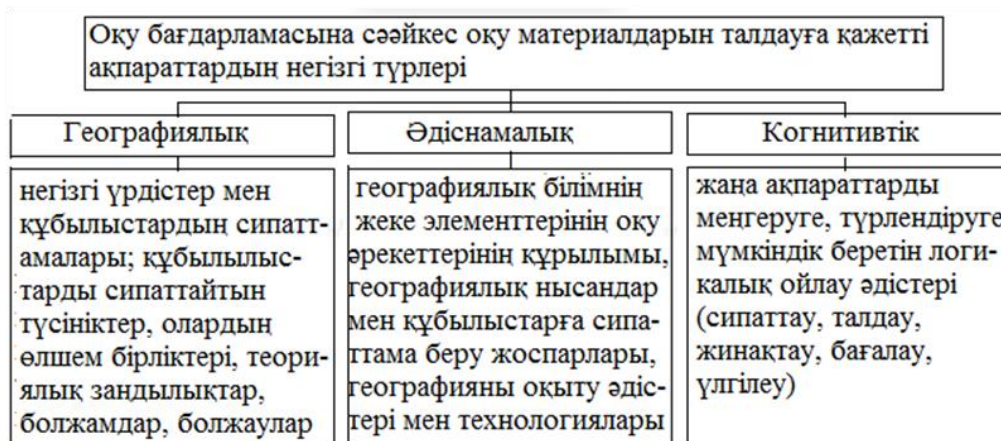 Оқу бағдарламасына сәәйкес оқу материалдарын талдауға қажетті
ақпараттардың негізгі түрлері
Географиялық
негізгі үрдістер мен
құбылыстардың сипатт-
амалары; құбылылыс-
тарды сипаттайтын
түсініктер, олардың
өлшем бірліктері, теори-
ялық зандылықтар,
болжамдар, болжаулар
Әдіснамалық
географиялық білімнің
жеке элементтерінің оқу
әрекеттерінің құрылымы,
географиялық нысандар
мен құбылыстарға сипа-
ттама беру жоспарлары,
географияны оқыту әдіс-
тері мен технологиялары
Когнитивтік
жаңа ақпараттарды
меңгеруге, түрлендіруге
мүмкіндік беретін логи-
калық ойлау әдістері
(сипаттау, талдау,
жинақтау, бағалау,
үлгілеу)